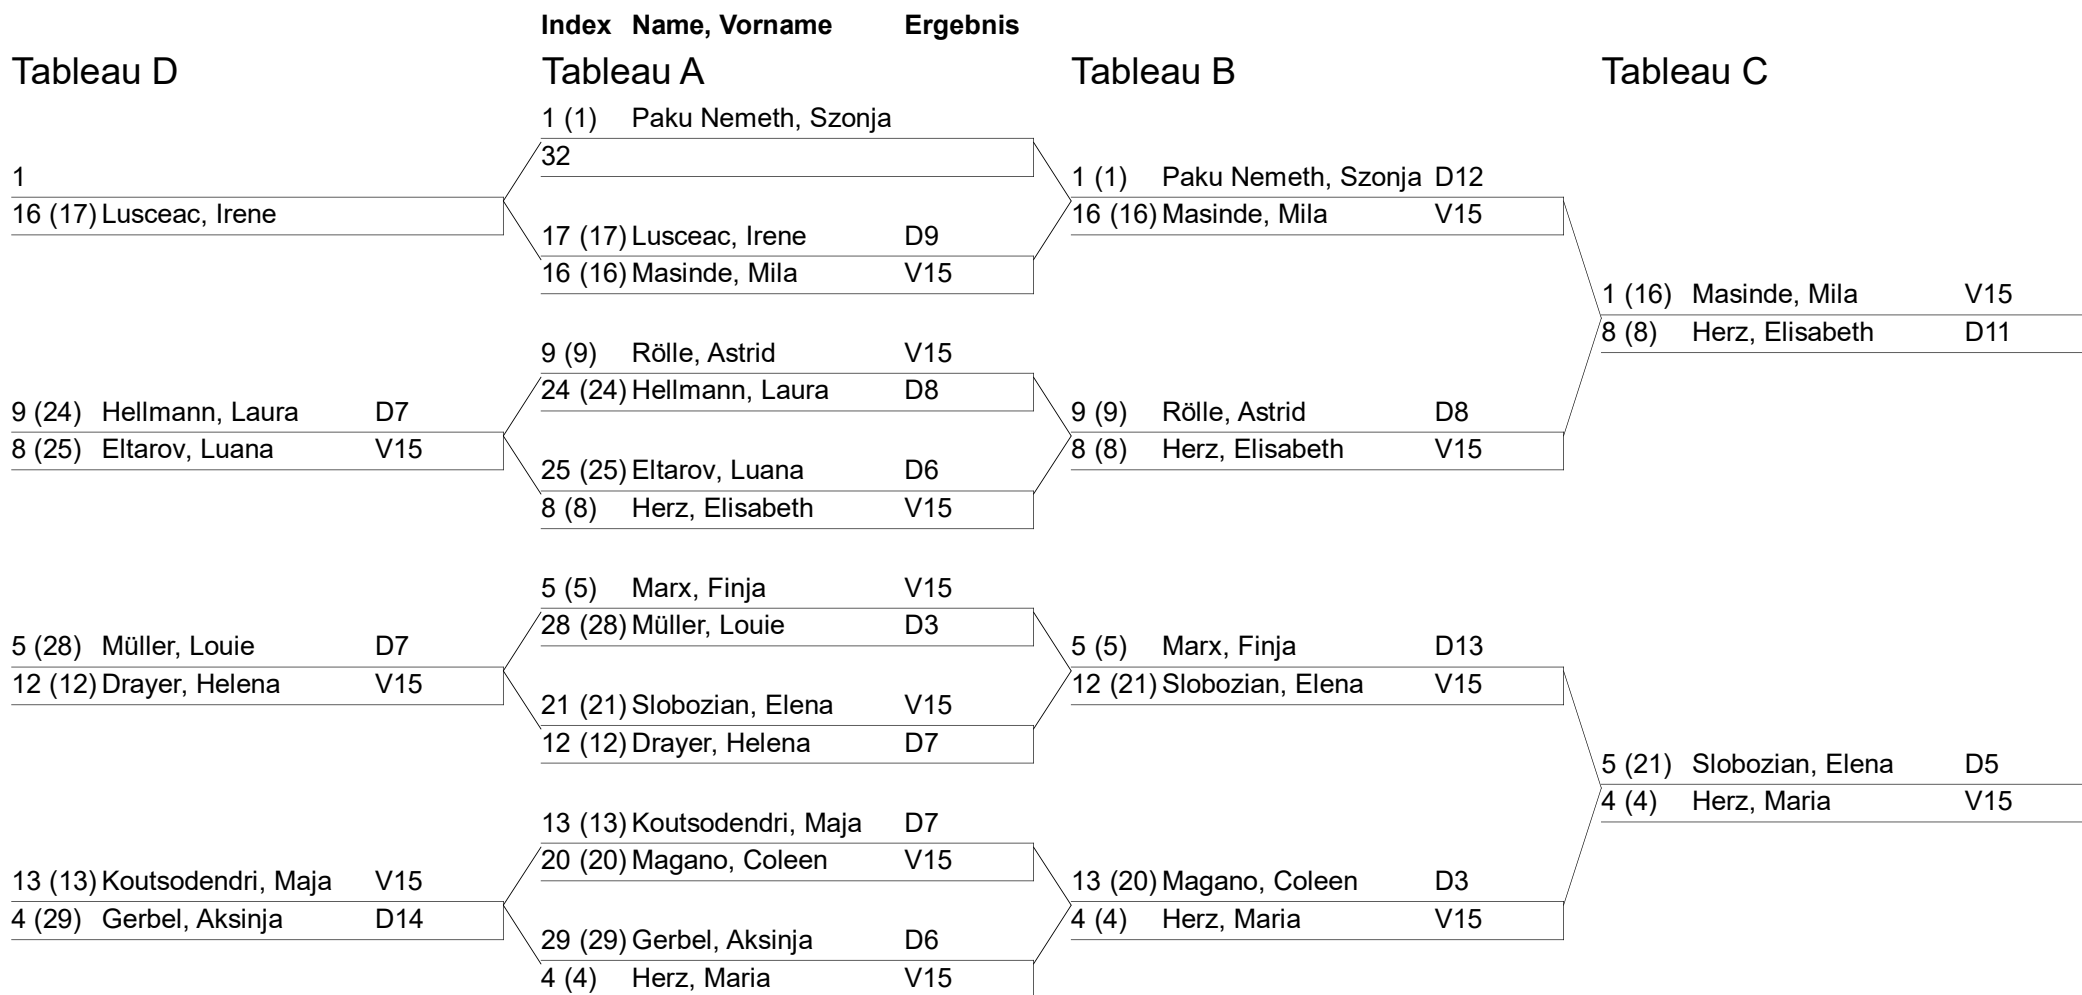 Index Name, Vorname Ergebnis
Tableau D Tableau A Tableau B Tableau C
1 (1) Paku Nemeth, Szonja
32
1 1 (1) Paku Nemeth, Szonja D12
16 (17) Lusceac, Irene 16 (16) Masinde, Mila V15
17 (17) Lusceac, Irene D9
16 (16) Masinde, Mila V15
1 (16) Masinde, Mila V15
8 (8) Herz, Elisabeth D11
9 (9) Rölle, Astrid V15
24 (24) Hellmann, Laura D8
9 (24) Hellmann, Laura D7 9 (9) Rölle, Astrid D8
8 (25) Eltarov, Luana V15 8 (8) Herz, Elisabeth V15
25 (25) Eltarov, Luana D6
8 (8) Herz, Elisabeth V15
5 (5) Marx, Finja V15
28 (28) Müller, Louie D3
5 (28) Müller, Louie D7 5 (5) Marx, Finja D13
12 (12) Drayer, Helena V15 12 (21) Slobozian, Elena V15
21 (21) Slobozian, Elena V15
12 (12) Drayer, Helena D7
5 (21) Slobozian, Elena D5
4 (4) Herz, Maria V15
13 (13) Koutsodendri, Maja D7
20 (20) Magano, Coleen V15
13 (13) Koutsodendri, Maja V15 13 (20) Magano, Coleen D3
4 (29) Gerbel, Aksinja D14 4 (4) Herz, Maria V15
29 (29) Gerbel, Aksinja D6
4 (4) Herz, Maria V15